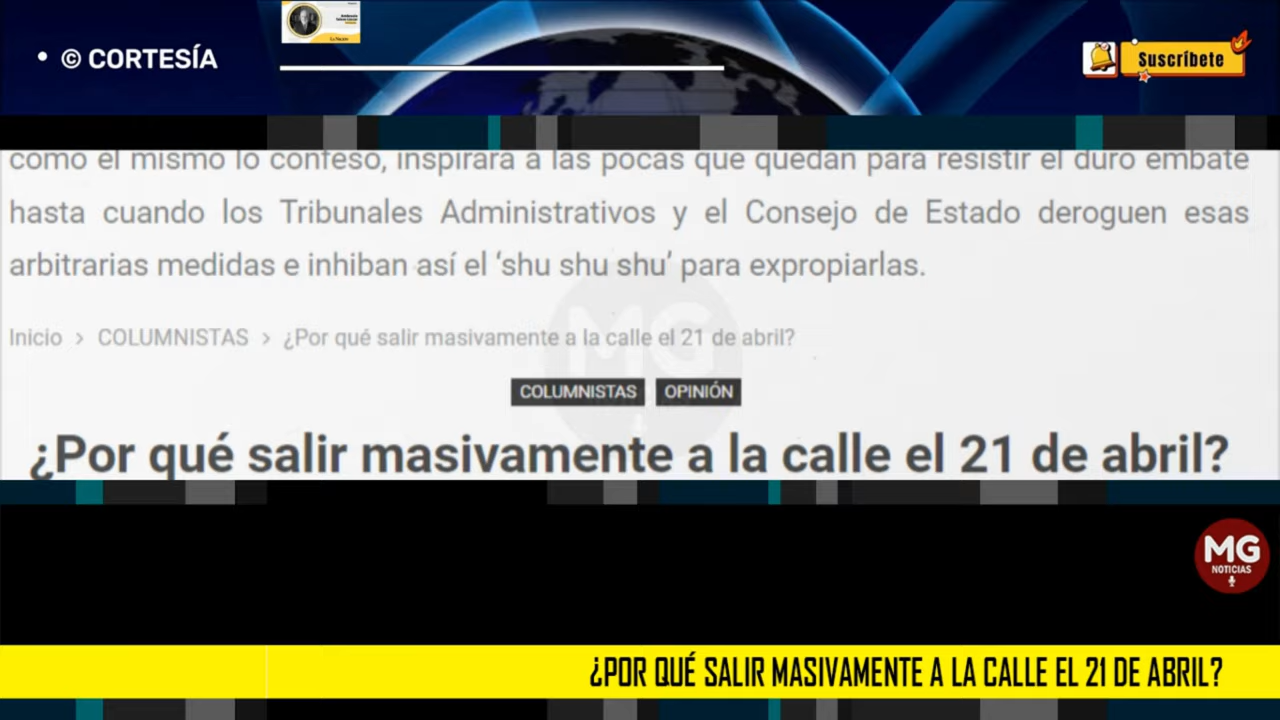 • © CORTESÍA
Suscríbete
como él mismo lo confesó, inspirará a las pocas que quedan para resistir el duro embate
hasta cuando los Tribunales Administrativos y el Consejo de Estado deroguen esas
arbitrarias medidas e inhiban así el ‘shu shu shu’ para expropiarlas.
MG
Inicio > COLUMNISTAS > ¿Por qué salir masivamente a la calle el 21 de abril?
COLUMNISTAS OPINIÓN
¿Por qué salir masivamente a la calle el 21 de abril?
MG
NOTICIAS
¿POR QUÉ SALIR MASIVAMENTE A LA CALLE EL 21 DE ABRIL?